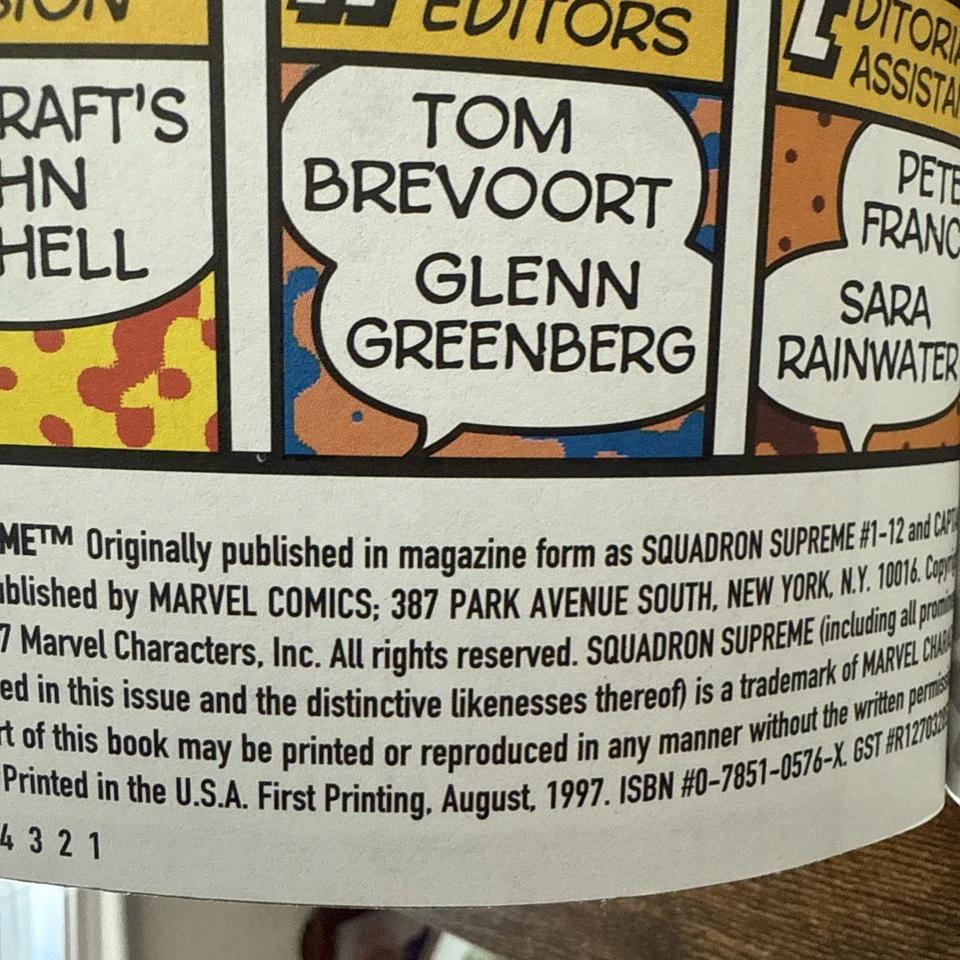 EDITORS
TOM
BREVOORT
GLENN
GREENBERG
RAFT'S
HN
HELL
SARA
RAINWATER
ME™ Originally published in magazine form as SQUADRON SUPREME #1-12 and
ublished by MARVEL COMICS; 387 PARK AVENUE SOUTH, NEW YORK, N.Y. 10016.
7 Marvel Characters, Inc. All rights reserved. SQUADRON SUPREME (including all
ed in this issue and the distinctive likenesses thereof) is a trademark of MARVEL
rt of this book may be printed or reproduced in any manner without the written
Printed in the U.S.A. First Printing, August, 1997. ISBN #0-7851-0576-X. GST
4 3 2 1